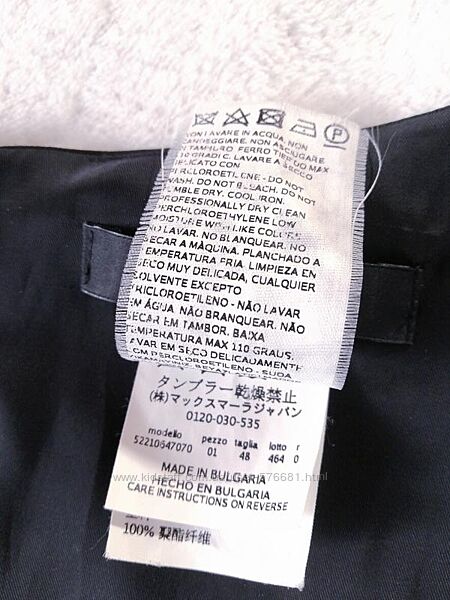 NON LAVARE IN ACQUA. NON
CANDEGGIARE. NON ASCIUGARE
IN TAMBURO. FERRO TIEPIDO MAX
110 GRADI C. LAVARE A SECCO
DELICATO CON
PERCLOROETILENE - DO NOT
WASH. DO NOT BLEACH. DO NOT
TUMBLE DRY. COOL IRON.
PROFESSIONALLY DRY CLEAN
PERCHLOROETHYLENE LOW
MOISTURE WITH LIKE COLORS
NO LAVAR. NO BLANQUEAR. NO
SECAR A MÁQUINA. PLANCHADO A
TEMPERATURA FRIA. LIMPIEZA EN
SECO MUY DELICADA, CUALQUIER
SOLVENTE EXCEPTO
TRICLOROETILENO - NÃO LAVAR
EM ÁGUA. NÃO BRANQUEAR. NÃO
SECAR EM TAMBOR. BAIXA
TEMPERATURA MAX 110 GRAUS.
LAVAR EM SECO DELICADAMENTE
EM PERCLOROETILENO - SUDA
タンブラー乾燥禁止
(株)マックスマーラジャパン
0120-030-535
modello pezzo taglia lotto r
52210647070 01 48 464 0
MADE IN BULGARIA
HECHO EN BULGARIA
CARE INSTRUCTIONS ON REVERSE
100% 聚酯纤维